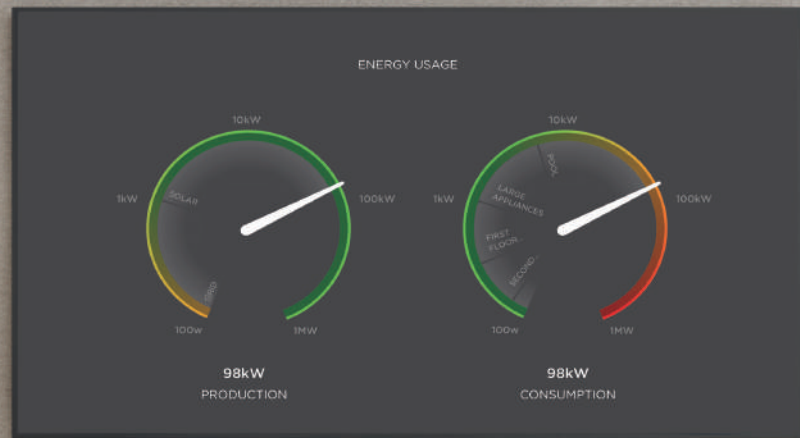 ENERGY USAGE
10kW
1kW
SOLAR
100kW
GRID
100w
1MW
98kW
PRODUCTION
10kW
POOL
1kW
LARGE
APPLIANCES
100kW
FIRST
FLOOR..
SECOND..
100w
1MW
98kW
CONSUMPTION